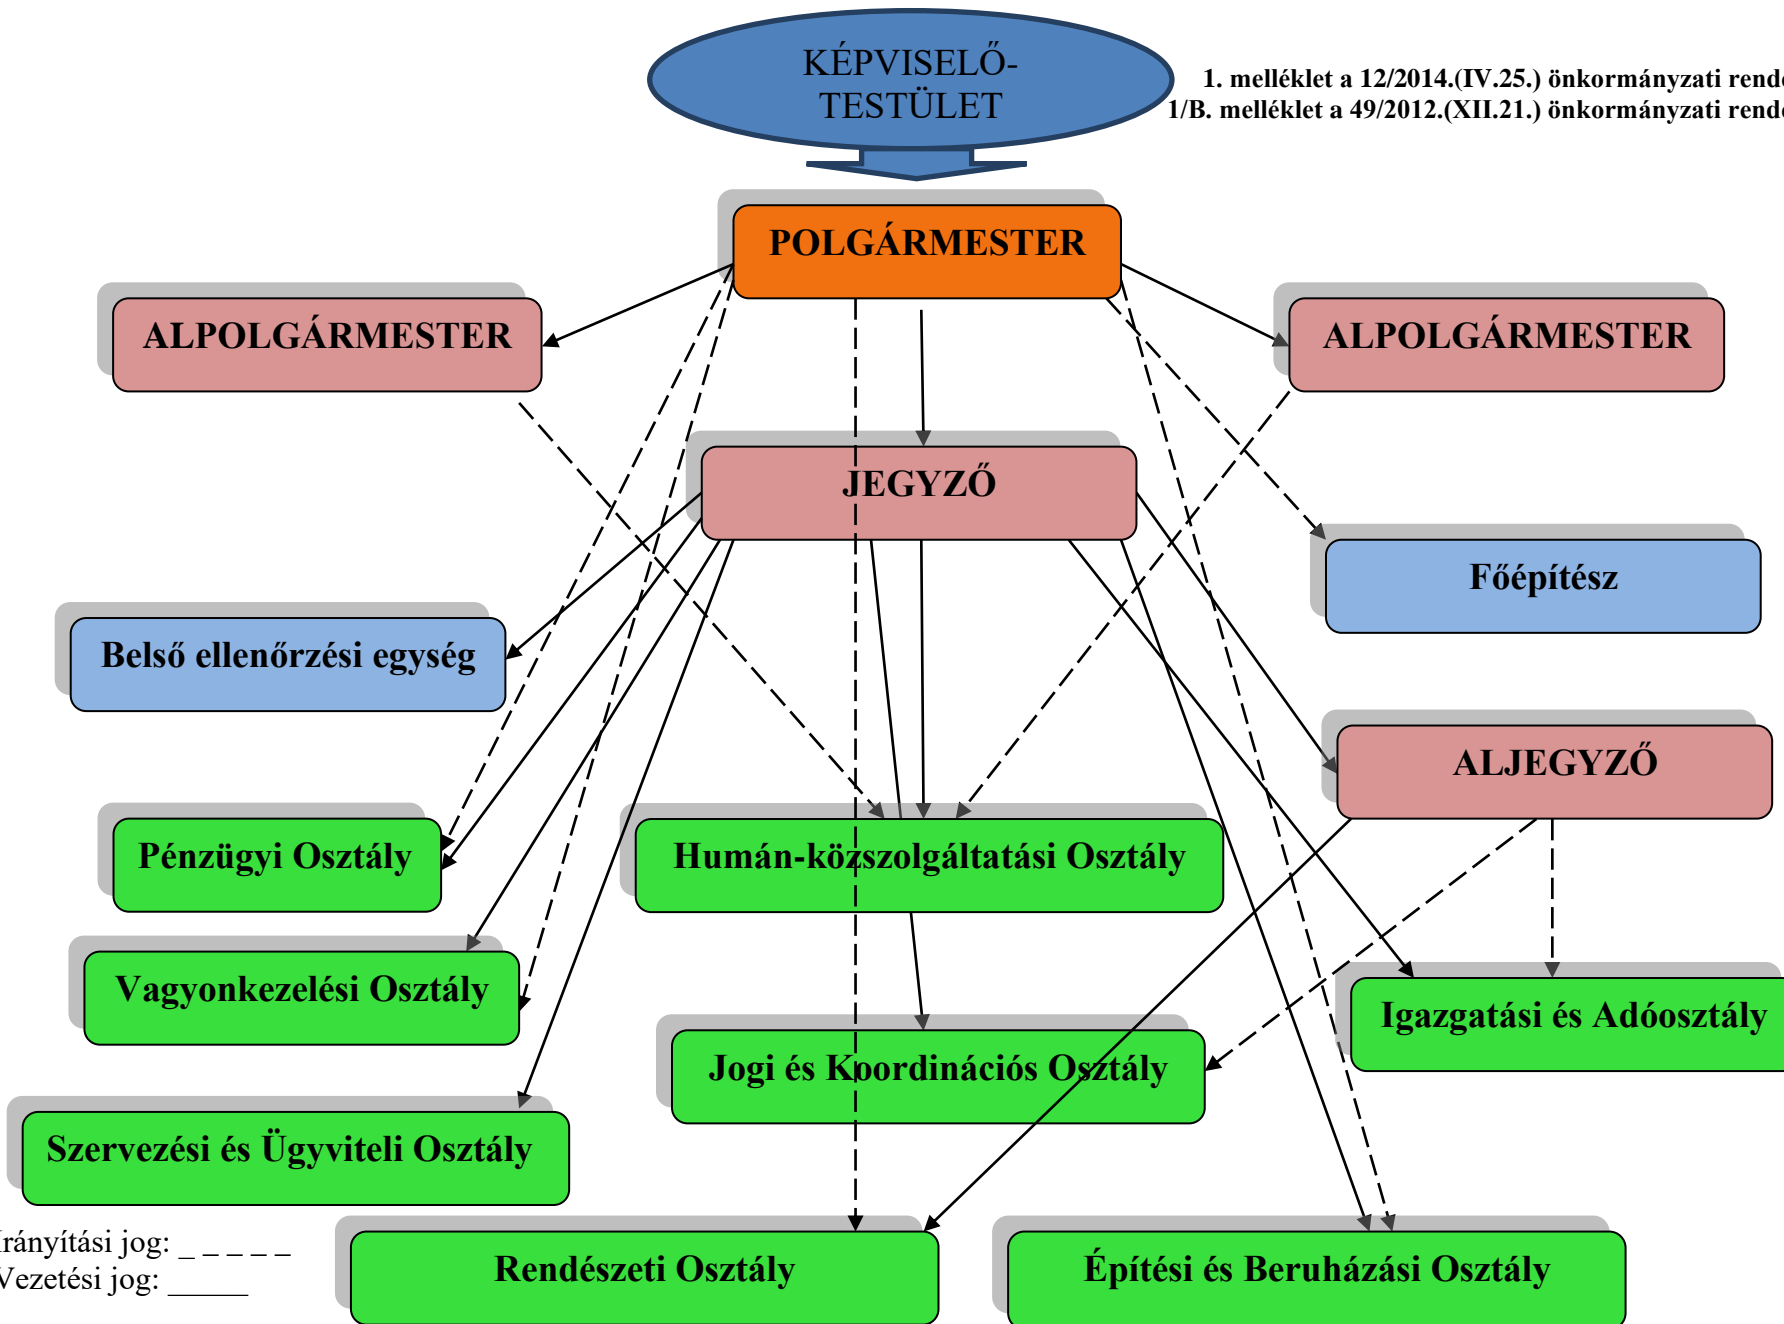 KÉPVISELŐ-
TESTÜLET
1. melléklet a 12/2014.(IV.25.) önkormányzati
1/B. melléklet a 49/2012.(XII.21.) önkormányzati
POLGÁRMESTER
ALPOLGÁRMESTER
ALPOLGÁRMESTER
JEGYZŐ
Főépítész
Belső ellenőrzési egység
ALJEGYZŐ
Pénzügyi Osztály
Humán-közszolgáltatási Osztály
Vagyonkezelési Osztály
Igazgatási és Adóosztály
Jogi és Koordinációs Osztály
Szervezési és Ügyviteli Osztály
Irányítási jog: _ _ _ _ _
Vezetési jog: _____
Rendészeti Osztály
Építési és Beruházási Osztály